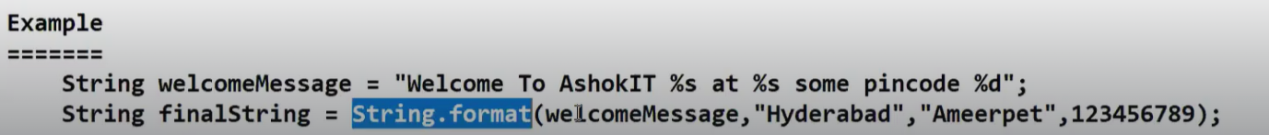 Example
=======
String welcomeMessage = "Welcome To AshokIT %s at %s some pincode %d";
String finalString = String.format(welcomeMessage,"Hyderabad","Ameerpet",123456789);